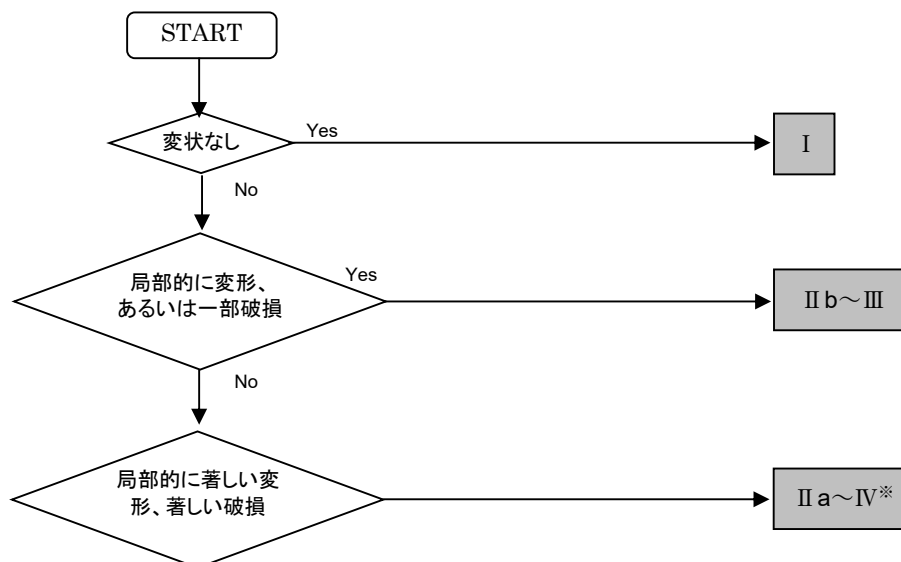 START
変状なし
Yes
Ⅰ
No
局部的に変形、
あるいは一部破損
Yes
Ⅱb～Ⅲ
No
局部的に著しい変
形、著しい破損
Ⅱa～Ⅳ※